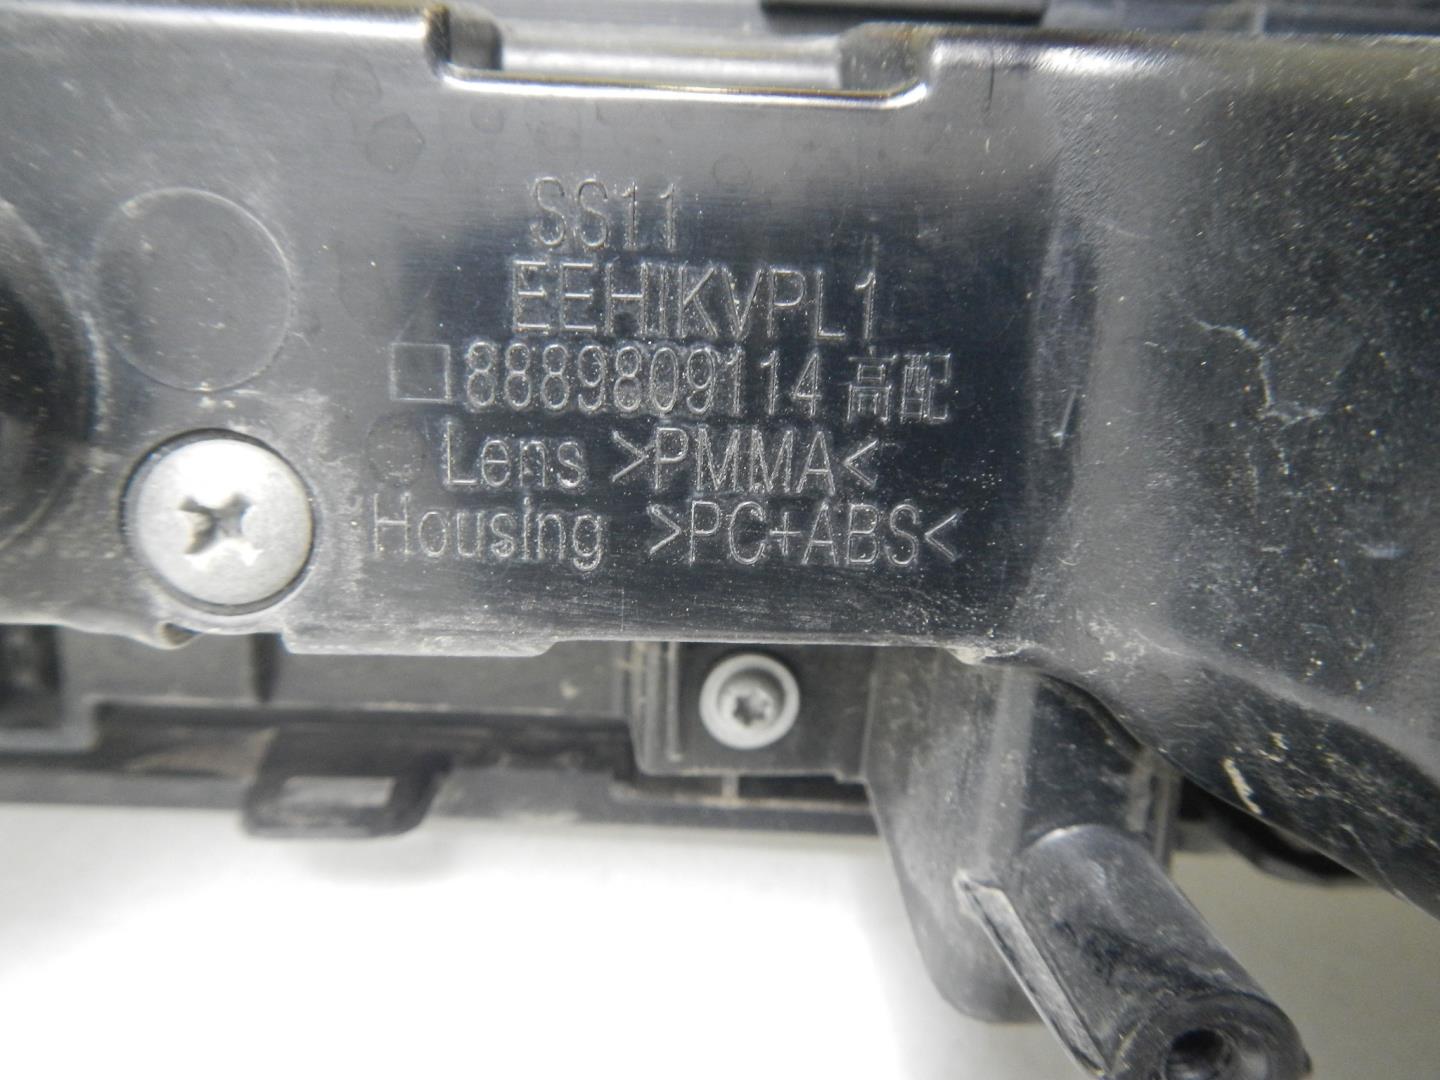 SS11
EEHIKVPL1
□8889809114 高配
Lens >PMMA<
Housing >PC+ABS<